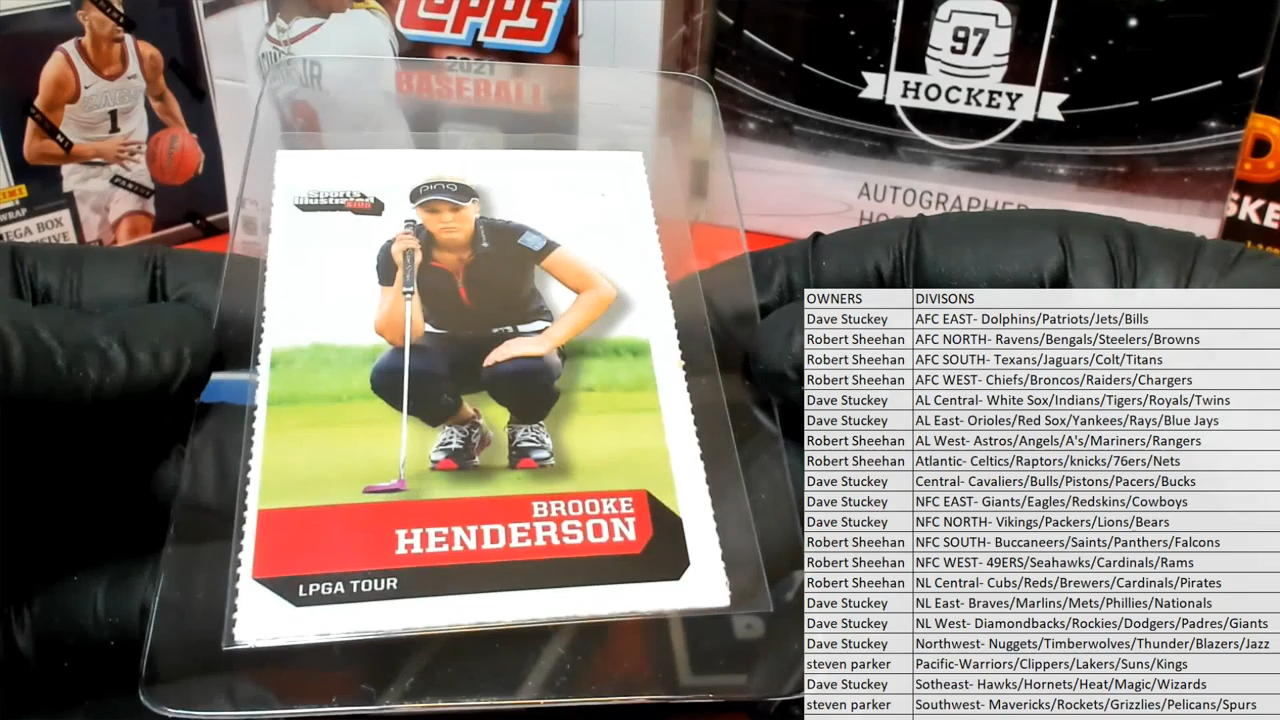 topps
2021
BASEBALL
97
HOCKEY
AUTOGRAPHED
1
PANINI
WRAP
MEGA BOX
Sports
Illustrated
KIDS
PING
BROOKE
HENDERSON
LPGA TOUR
OWNERS DIVISONS
Dave Stuckey AFC EAST- Dolphins/Patriots/Jets/Bills
Robert Sheehan AFC NORTH- Ravens/Bengals/Steelers/Browns
Robert Sheehan AFC SOUTH- Texans/Jaguars/Colt/Titans
Robert Sheehan AFC WEST- Chiefs/Broncos/Raiders/Chargers
Dave Stuckey AL Central- White Sox/Indians/Tigers/Royals/Twins
Dave Stuckey AL East- Orioles/Red Sox/Yankees/Rays/Blue Jays
Robert Sheehan AL West- Astros/Angels/A's/Mariners/Rangers
Robert Sheehan Atlantic- Celtics/Raptors/knicks/76ers/Nets
Dave Stuckey Central- Cavaliers/Bulls/Pistons/Pacers/Bucks
Dave Stuckey NFC EAST- Giants/Eagles/Redskins/Cowboys
Dave Stuckey NFC NORTH- Vikings/Packers/Lions/Bears
Robert Sheehan NFC SOUTH- Buccaneers/Saints/Panthers/Falcons
Robert Sheehan NFC WEST- 49ERS/Seahawks/Cardinals/Rams
Robert Sheehan NL Central- Cubs/Reds/Brewers/Cardinals/Pirates
Dave Stuckey NL East- Braves/Marlins/Mets/Phillies/Nationals
Dave Stuckey NL West- Diamondbacks/Rockies/Dodgers/Padres/Giants
Dave Stuckey Northwest- Nuggets/Timberwolves/Thunder/Blazers/Jazz
steven parker Pacific-Warriors/Clippers/Lakers/Suns/Kings
Dave Stuckey Sotheast- Hawks/Hornets/Heat/Magic/Wizards
steven parker Southwest- Mavericks/Rockets/Grizzlies/Pelicans/Spurs